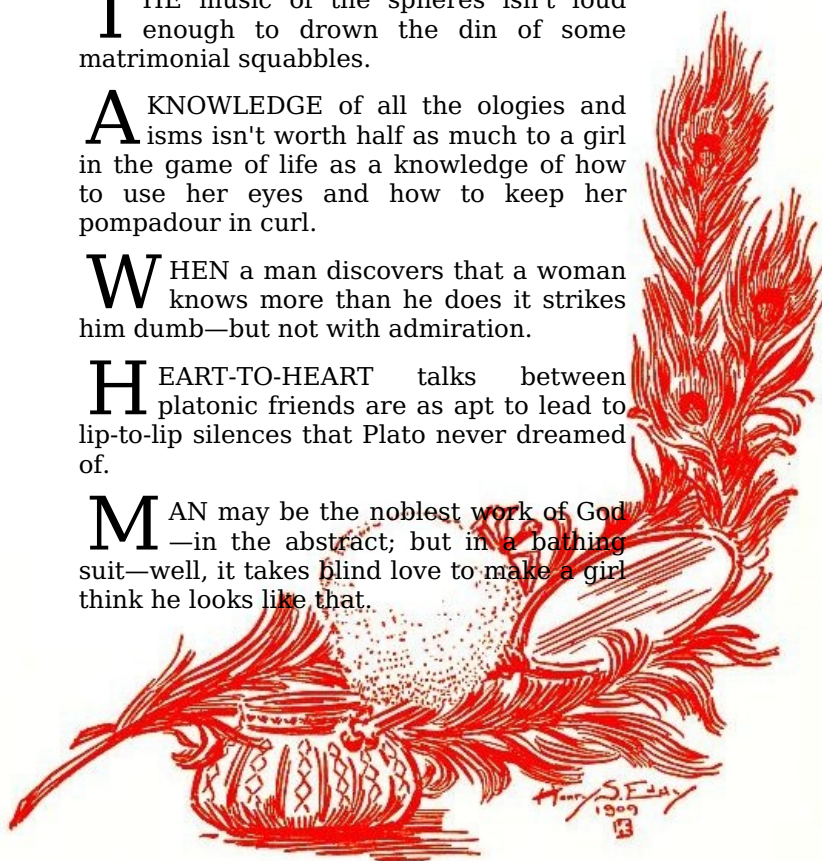 THE music of the spheres isn't loud
enough to drown the din of some
matrimonial squabbles.
A KNOWLEDGE of all the ologies and
isms isn't worth half as much to a girl
in the game of life as a knowledge of how
to use her eyes and how to keep her
pompadour in curl.
WHEN a man discovers that a woman
knows more than he does it strikes
him dumb—but not with admiration.
HEART-TO-HEART talks between
platonic friends are as apt to lead to
lip-to-lip silences that Plato never dreamed
of.
MAN may be the noblest work of God
—in the abstract; but in a bathing
suit—well, it takes blind love to make a girl
think he looks like that.
Henry S. Eddy
1909